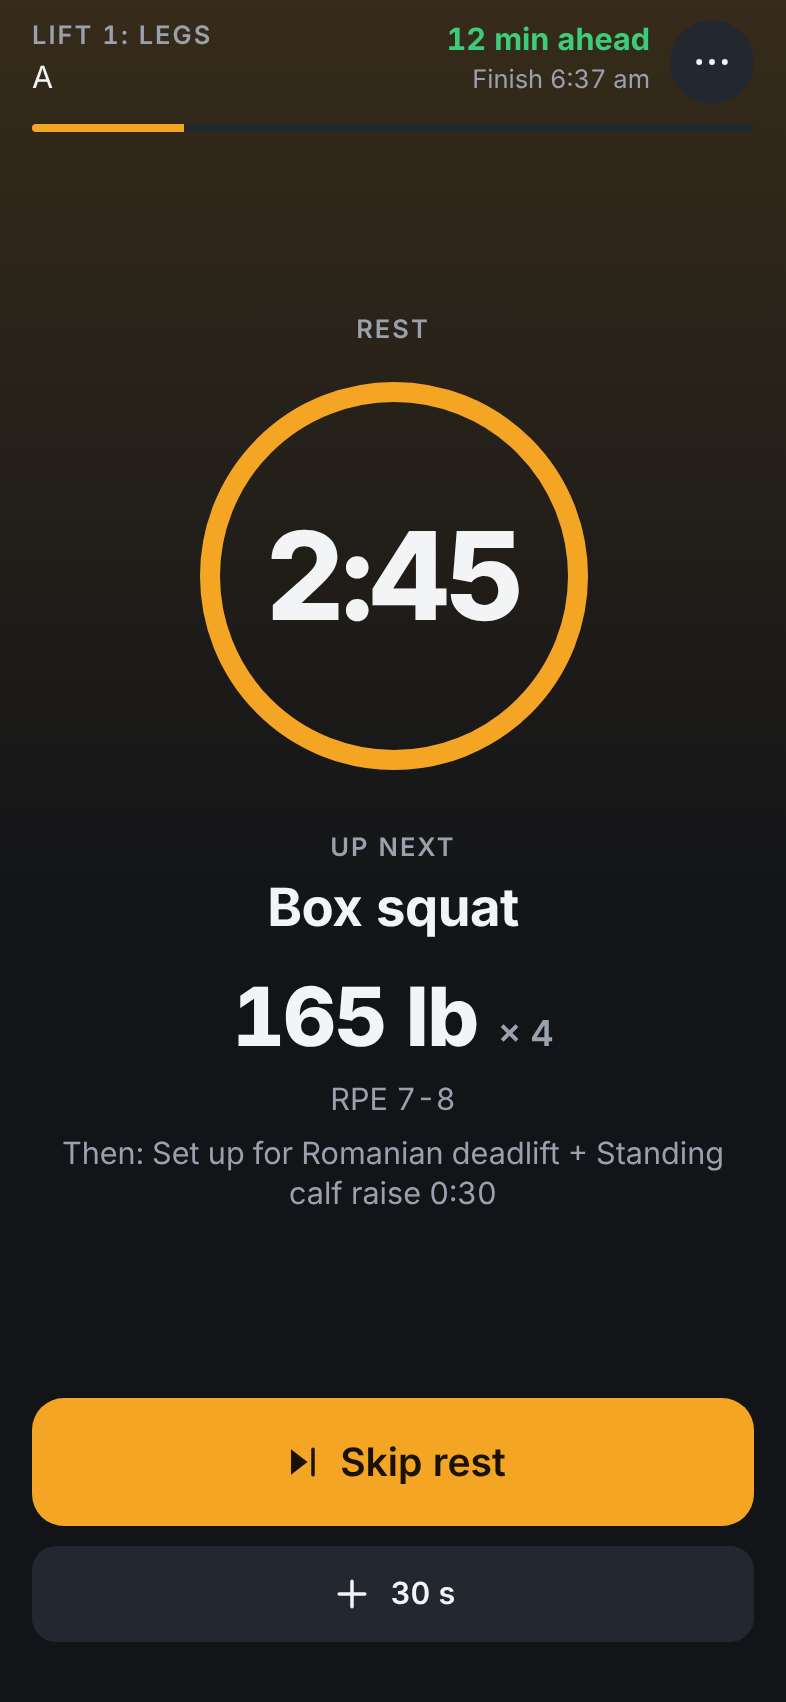 LIFT 1: LEGS
A
12 min ahead
Finish 6:37 am
REST
2:45
UP NEXT
Box squat
165 lb × 4
RPE 7-8
Then: Set up for Romanian deadlift + Standing
calf raise 0:30
Skip rest
+ 30 s